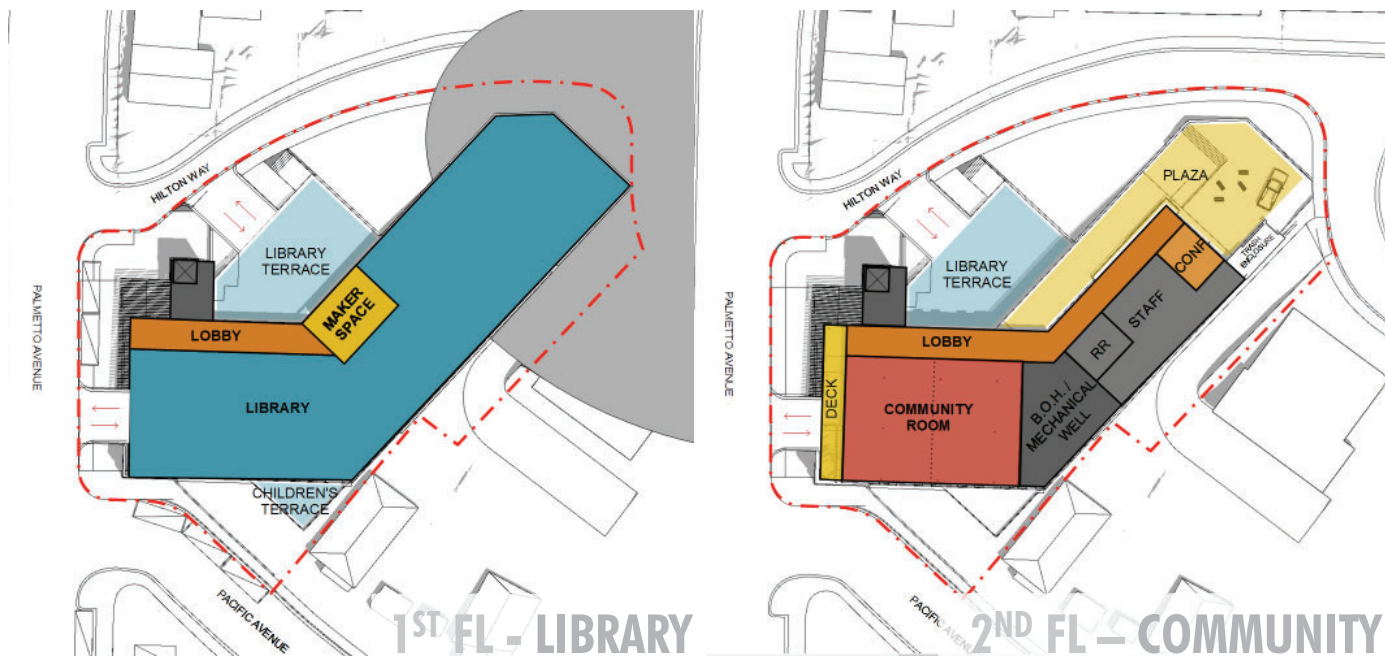 HILTON WAY
LIBRARY
TERRACE
MAKER
SPACE
LOBBY
PALMETTO AVENUE
LIBRARY
CHILDREN'S
TERRACE
PACIFIC AVENUE
1ST FL - LIBRARY
HILTON WAY
PLAZA
TRASH
ENCLOSURE
CONF
LIBRARY
TERRACE
STAFF
LOBBY
RR
PALMETTO AVENUE
DECK
COMMUNITY
ROOM
B.O.H. /
MECHANICAL
WELL
PACIFIC AVENUE
2ND FL – COMMUNITY